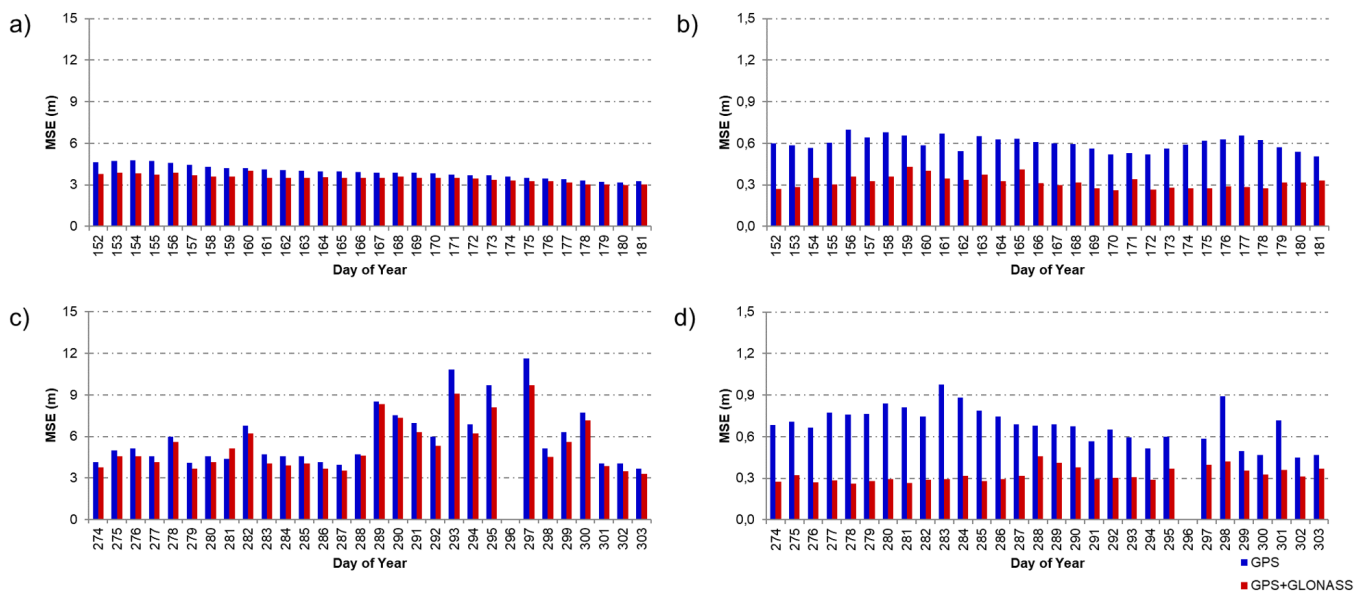 a)
MSE (m)
15
12
9
6
3
0
152 153 154 155 156 157 158 159 160 161 162 163 164 165 166 167 168 169 170 171 172 173 174 175 176 177 178 179 180 181
Day of Year
b)
MSE (m)
1,5
1,2
0,9
0,6
0,3
0,0
152 153 154 155 156 157 158 159 160 161 162 163 164 165 166 167 168 169 170 171 172 173 174 175 176 177 178 179 180 181
Day of Year
c)
MSE (m)
15
12
9
6
3
0
274 275 276 277 278 279 280 281 282 283 284 285 286 287 288 289 290 291 292 293 294 295 296 297 298 299 300 301 302 303
Day of Year
d)
MSE (m)
1,5
1,2
0,9
0,6
0,3
0,0
274 275 276 277 278 279 280 281 282 283 284 285 286 287 288 289 290 291 292 293 294 295 296 297 298 299 300 301 302 303
Day of Year
GPS
GPS+GLONASS